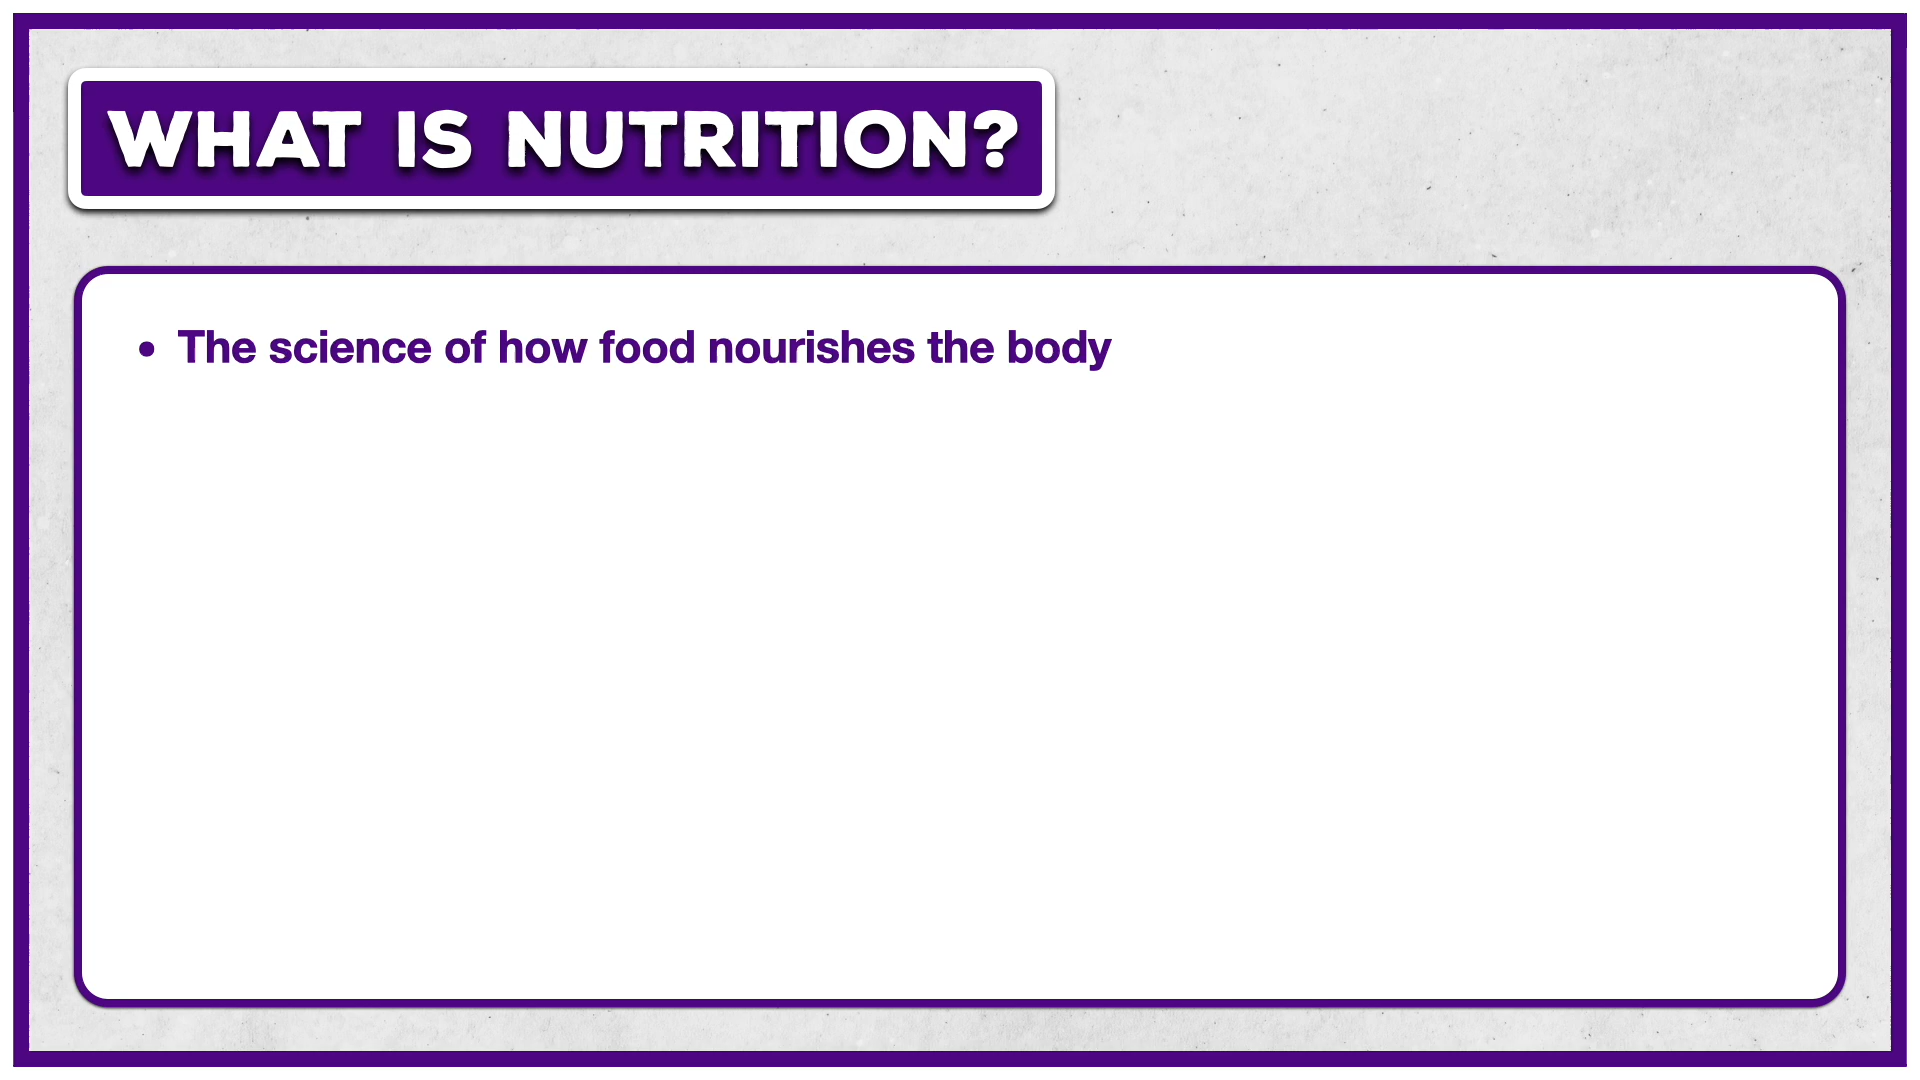 WHAT IS NUTRITION?
• The science of how food nourishes the body